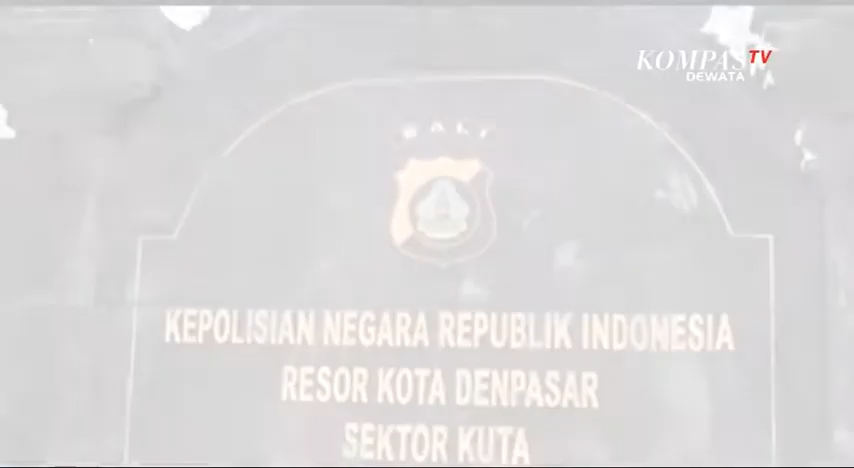 KOMPAS TV
DEWATA
BALI
KEPOLISIAN NEGARA REPUBLIK INDONESIA
RESOR KOTA DENPASAR
SEKTOR KUTA